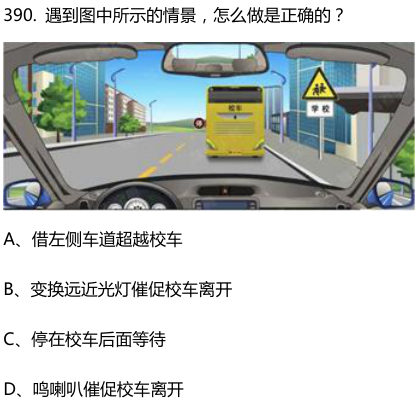 390. 遇到图中所示的情景，怎么做是正确的？
校车
停
学校
A、借左侧车道超越校车
B、变换远近光灯催促校车离开
C、停在校车后面等待
D、鸣喇叭催促校车离开